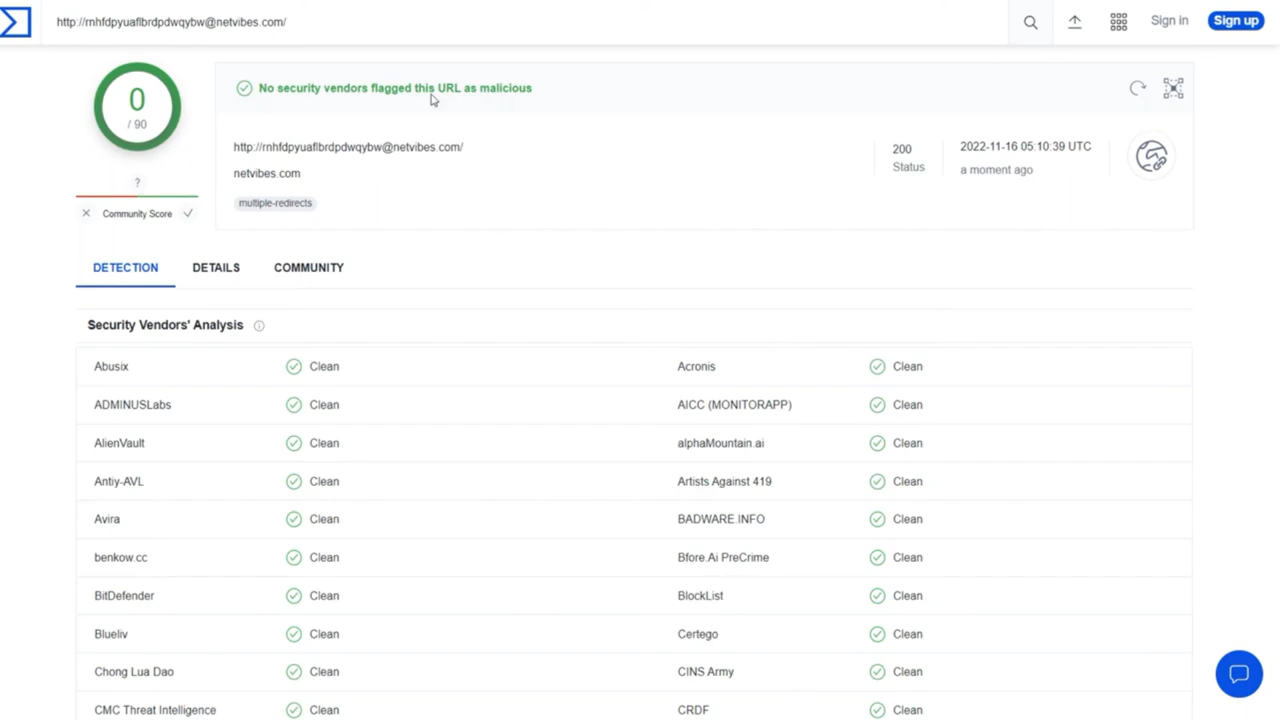 http://rnhfdpyuaflbrdpdwqybw@netvibes.com/
Sign in
Sign up
0
/ 90
No security vendors flagged this URL as malicious
http://rnhfdpyuaflbrdpdwqybw@netvibes.com/
netvibes.com
multiple-redirects
200
Status
2022-11-16 05:10:39 UTC
a moment ago
?
Community Score
DETECTION DETAILS COMMUNITY
Security Vendors' Analysis
Abusix Clean Acronis Clean
ADMINUSLabs Clean AICC (MONITORAPP) Clean
AlienVault Clean alphaMountain.ai Clean
Antiy-AVL Clean Artists Against 419 Clean
Avira Clean BADWARE.INFO Clean
benkow.cc Clean Bfore.Ai PreCrime Clean
BitDefender Clean BlockList Clean
Blueliv Clean Certego Clean
Chong Lua Dao Clean CINS Army Clean
CMC Threat Intelligence Clean CRDF Clean